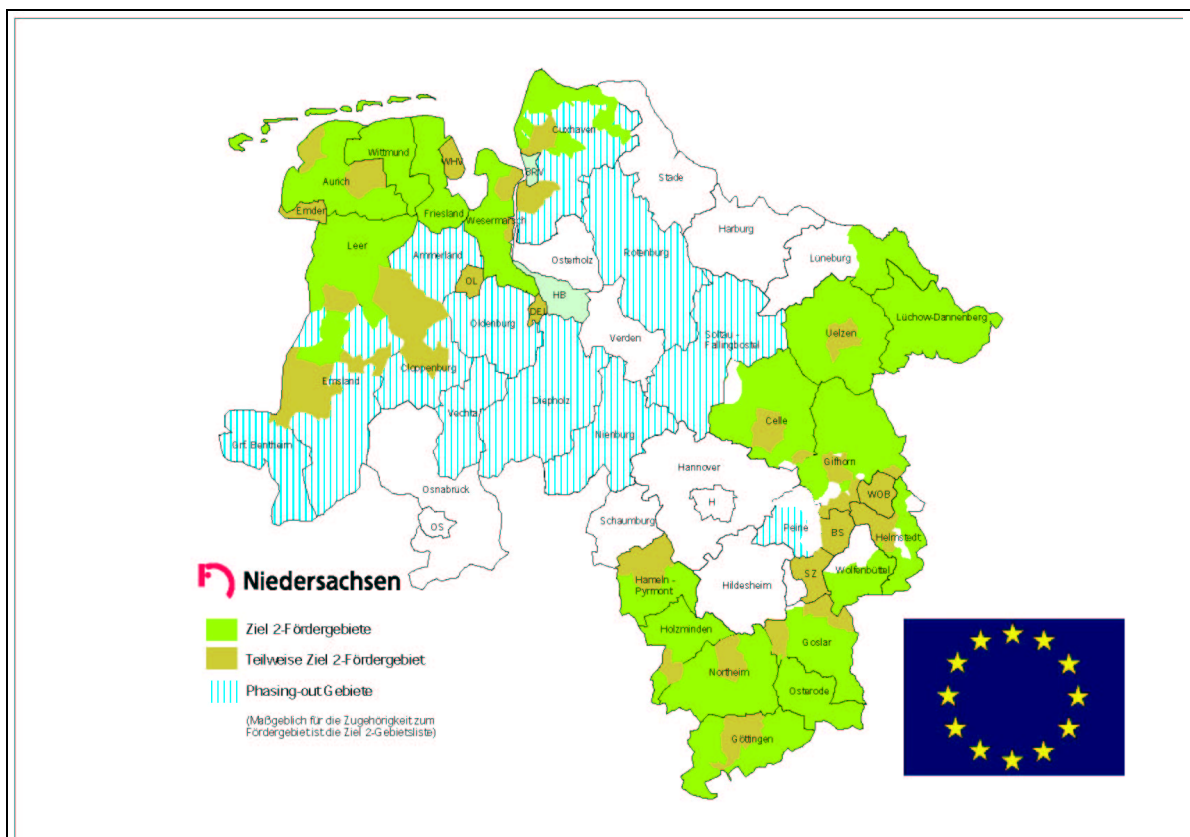 Cuxhaven
Wittmund
WHV
BRV
Stade
Aurich
Emden
Friesland
Wesermarsch
Harburg
Leer
Ammerland
Osterholz
Rotenburg
Lüneburg
OL
HB
DEL
Oldenburg
Lüchow-Dannenberg
Verden
Soltau -
Fallingbostel
Uelzen
Emsland
Cloppenburg
Vechta
Diepholz
Nienburg
Celle
Grf. Bentheim
Gifhorn
Hannover
H
Osnabrück
OS
WOB
Schaumburg
Peine
BS
Helmstedt
Hameln -
Pyrmont
Hildesheim
SZ
Wolfenbüttel
Holzminden
Goslar
Northeim
Osterode
Göttingen
Niedersachsen
Ziel 2-Fördergebiete
Teilweise Ziel 2-Fördergebiet
Phasing-out Gebiete
(Maßgeblich für die Zugehörigkeit zum
Fördergebiet ist die Ziel 2-Gebietsliste)